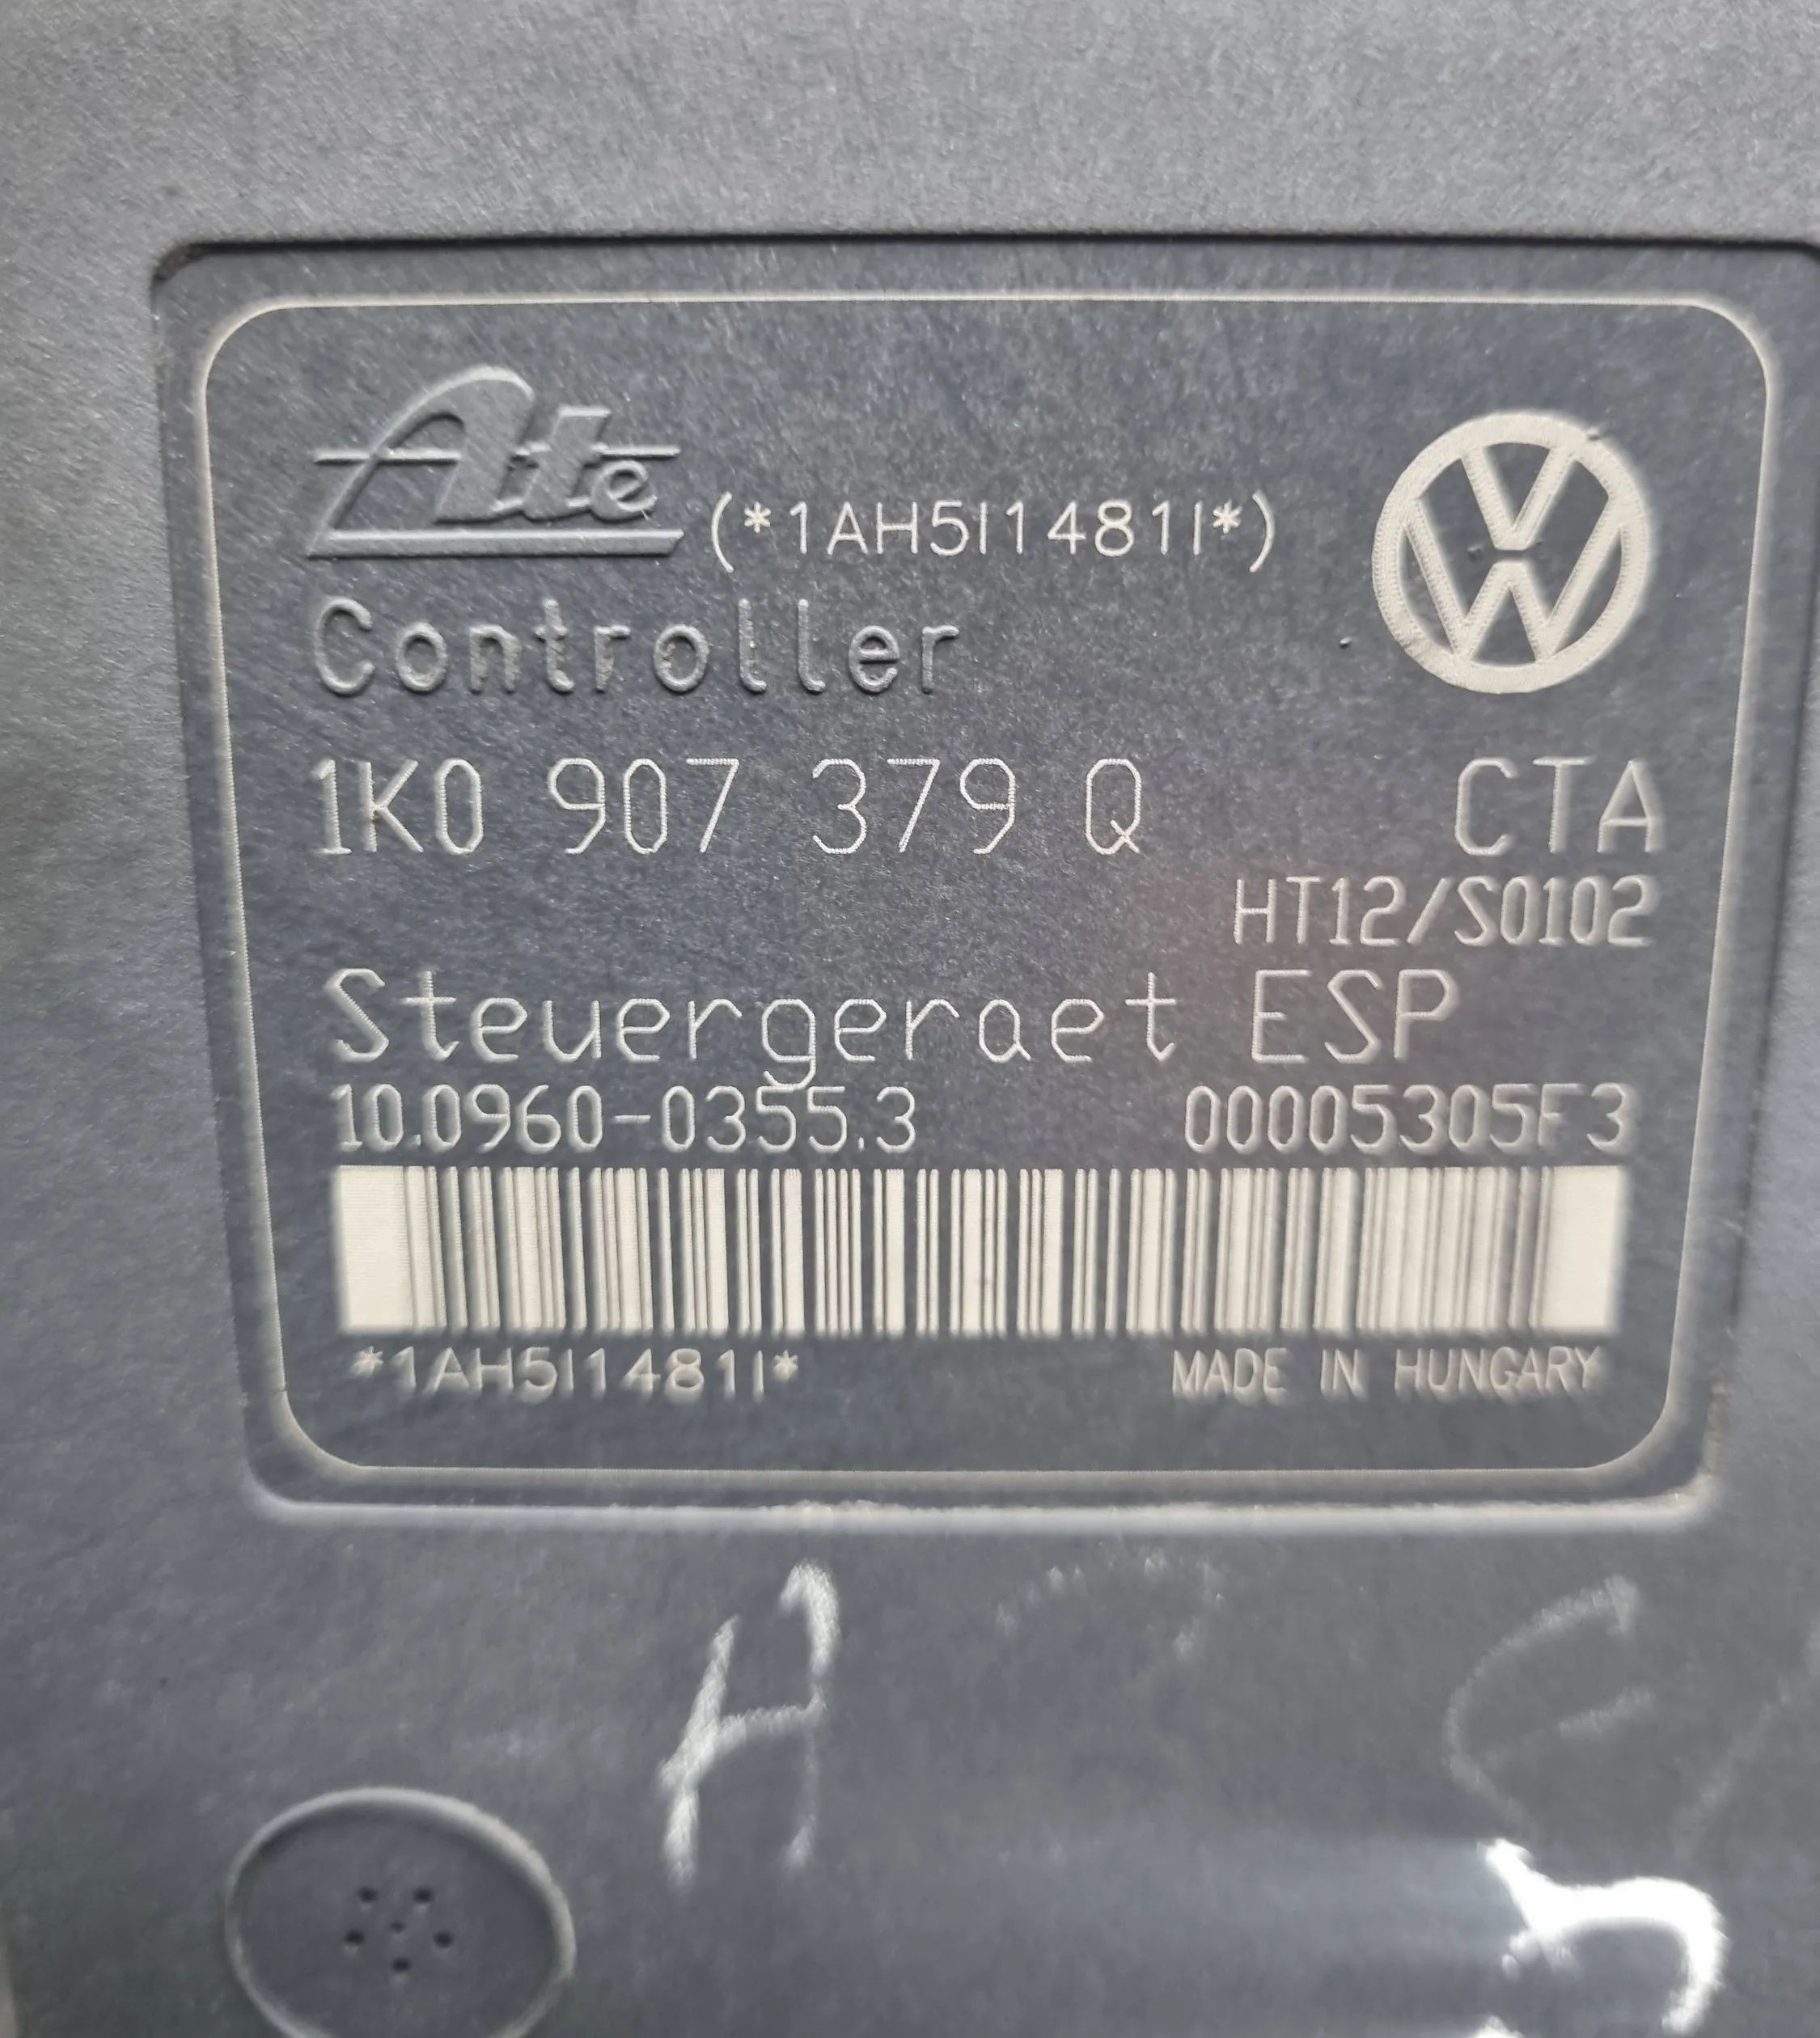 Ate (*1AH5I1481I*)
VW
Controller
1K0 907 379 Q CTA
HT12/S0102
Steuergeraet ESP
10.0960-0355.3 00005305F3
*1AH5I1481I*
MADE IN HUNGARY
A